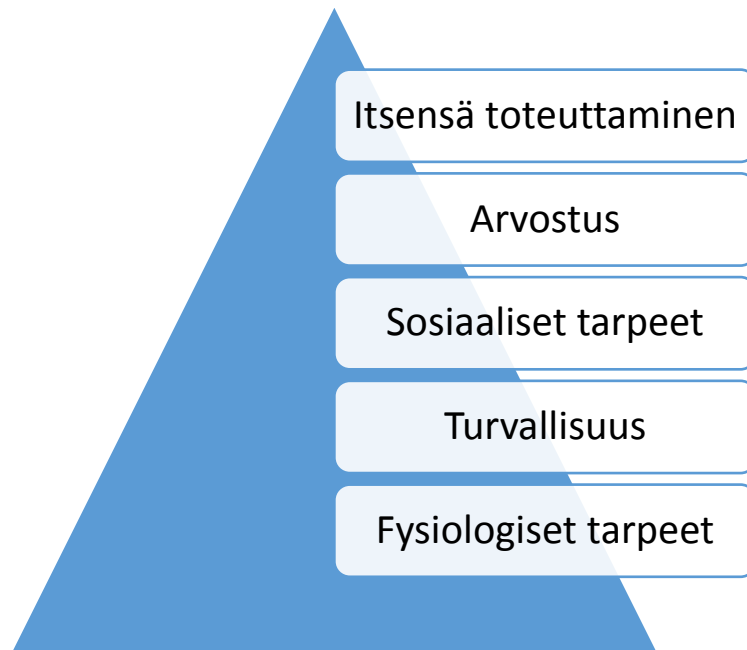 Itsensä toteuttaminen
Arvostus
Sosiaaliset tarpeet
Turvallisuus
Fysiologiset tarpeet